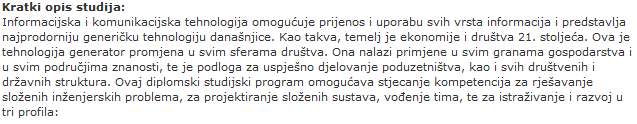 Kratki opis studija:
Informacijska i komunikacijska tehnologija omogućuje prijenos i uporabu svih vrsta informacija i predstavlja
najprodorniju generičku tehnologiju današnjice. Kao takva, temelj je ekonomije i društva 21. stoljeća. Ova je
tehnologija generator promjena u svim sferama društva. Ona nalazi primjene u svim granama gospodarstva i
u svim područjima znanosti, te je podloga za uspješno djelovanje poduzetništva, kao i svih društvenih i
državnih struktura. Ovaj diplomski studijski program omogućava stjecanje kompetencija za rješavanje
složenih inženjerskih problema, za projektiranje složenih sustava, vođenje tima, te za istraživanje i razvoj u
tri profila: